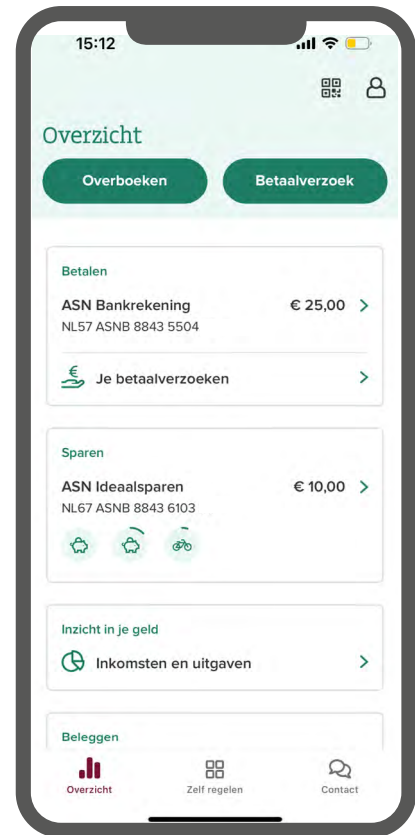 15:12
Overzicht
Overboeken
Betaalverzoek
Betalen
ASN Bankrekening € 25,00
NL57 ASNB 8843 5504
Je betaalverzoeken
Sparen
ASN Ideaalsparen € 10,00
NL67 ASNB 8843 6103
Inzicht in je geld
Inkomsten en uitgaven
Beleggen
Overzicht
Zelf regelen
Contact